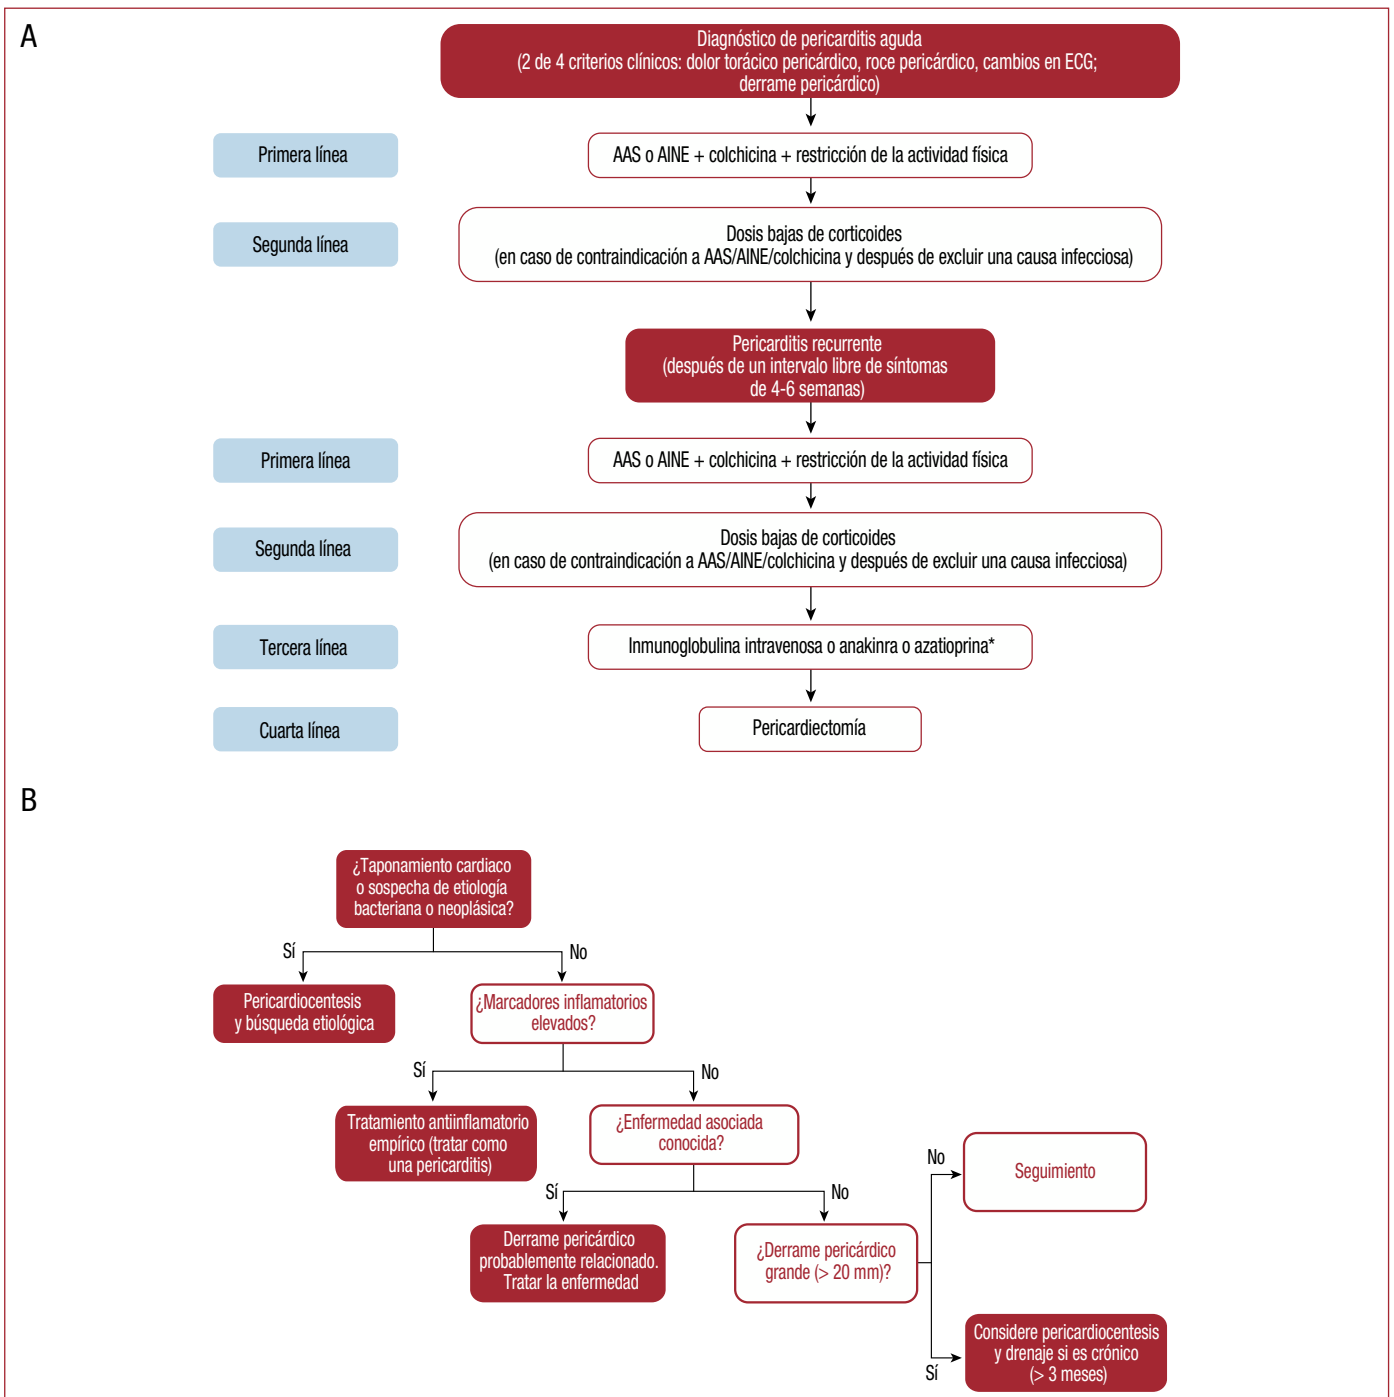 A
Diagnóstico de pericarditis aguda
(2 de 4 criterios clínicos: dolor torácico pericárdico, roce pericárdico, cambios en ECG;
derrame pericárdico)
Primera línea
AAS o AINE + colchicina + restricción de la actividad física
Segunda línea
Dosis bajas de corticoides
(en caso de contraindicación a AAS/AINE/colchicina y después de excluir una causa infecciosa)
Pericarditis recurrente
(después de un intervalo libre de síntomas
de 4-6 semanas)
Primera línea
AAS o AINE + colchicina + restricción de la actividad física
Segunda línea
Dosis bajas de corticoides
(en caso de contraindicación a AAS/AINE/colchicina y después de excluir una causa infecciosa)
Tercera línea
Inmunoglobulina intravenosa o anakinra o azatioprina*
Cuarta línea
Pericardiectomía
B
¿Taponamiento cardiaco
o sospecha de etiología
bacteriana o neoplásica?
Sí
No
Pericardiocentesis
y búsqueda etiológica
¿Marcadores inflamatorios
elevados?
Sí
No
Tratamiento antiinflamatorio
empírico (tratar como
una pericarditis)
¿Enfermedad asociada
conocida?
Sí
No
Derrame pericárdico
probablemente relacionado.
Tratar la enfermedad
¿Derrame pericárdico
grande (> 20 mm)?
No
Seguimiento
Sí
Considere pericardiocentesis
y drenaje si es crónico
(> 3 meses)